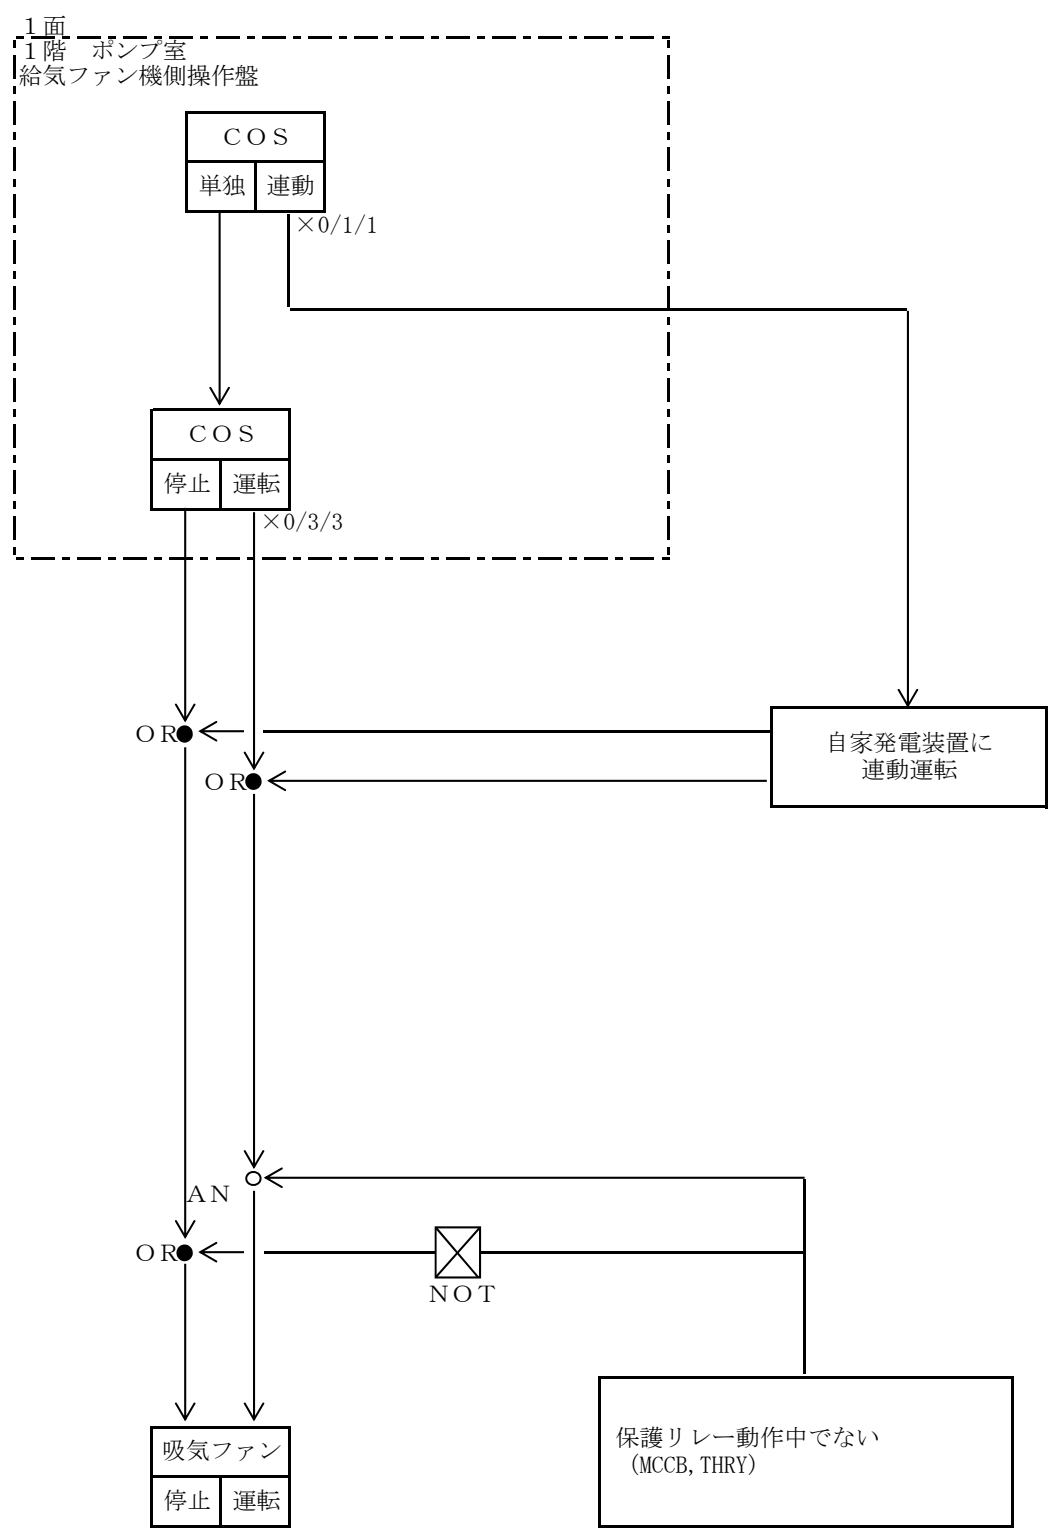 １面
１階　ポンプ室
給気ファン機側操作盤
ＣＯＳ
単独　連動
×0/1/1
ＣＯＳ
停止　運転
×0/3/3
ＯＲ
ＯＲ
自家発電装置に
連動運転
ＡＮ
ＯＲ
ＮＯＴ
保護リレー動作中でない
(MCCB,THRY)
吸気ファン
停止　運転